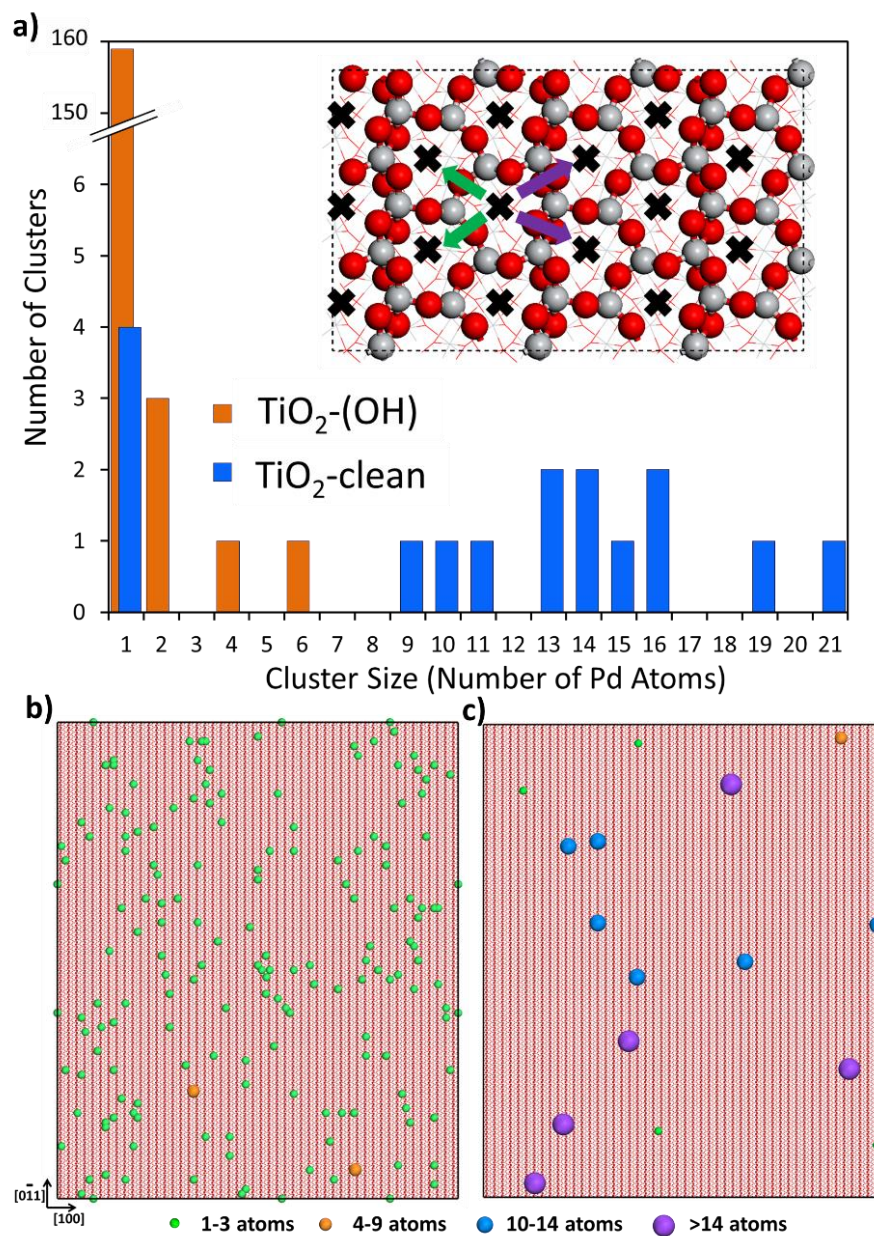 a)
160
150
6
5
4
3
2
1
0
Number of Clusters
TiO₂-(OH)
TiO₂-clean
1 2 3 4 5 6 7 8 9 10 11 12 13 14 15 16 17 18 19 20 21
Cluster Size (Number of Pd Atoms)
b)
c)
[01̄1]
[100]
1-3 atoms 4-9 atoms 10-14 atoms >14 atoms